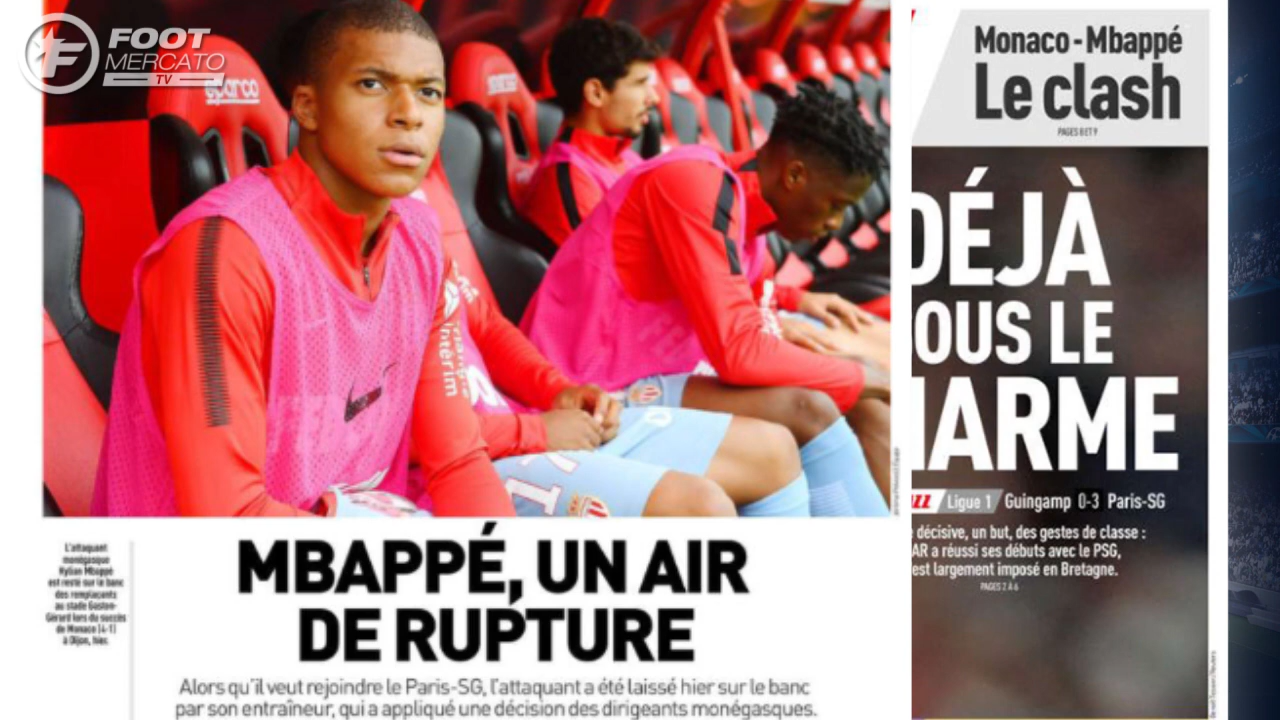 FOOT
MERCATO
TV
sparco
triangle
intérim
L'attaquant
monégasque
Kylian Mbappé
est resté sur le banc
des remplaçants
au stade Gaston-
Gérard lors du succès
de Monaco (4-1)
à Dijon, hier.
MBAPPÉ, UN AIR
DE RUPTURE
Alors qu'il veut rejoindre le Paris-SG, l'attaquant a été laissé hier sur le banc
par son entraîneur, qui a appliqué une décision des dirigeants monégasques.
Monaco - Mbappé
Le clash
PAGES 8 ET 9
DÉJÀ
OUS LE
HARME
Ligue 1 Guingamp 0-3 Paris-SG
décisive, un but, des gestes de classe :
AR a réussi ses débuts avec le PSG,
est largement imposé en Bretagne.
PAGES 2 À 6